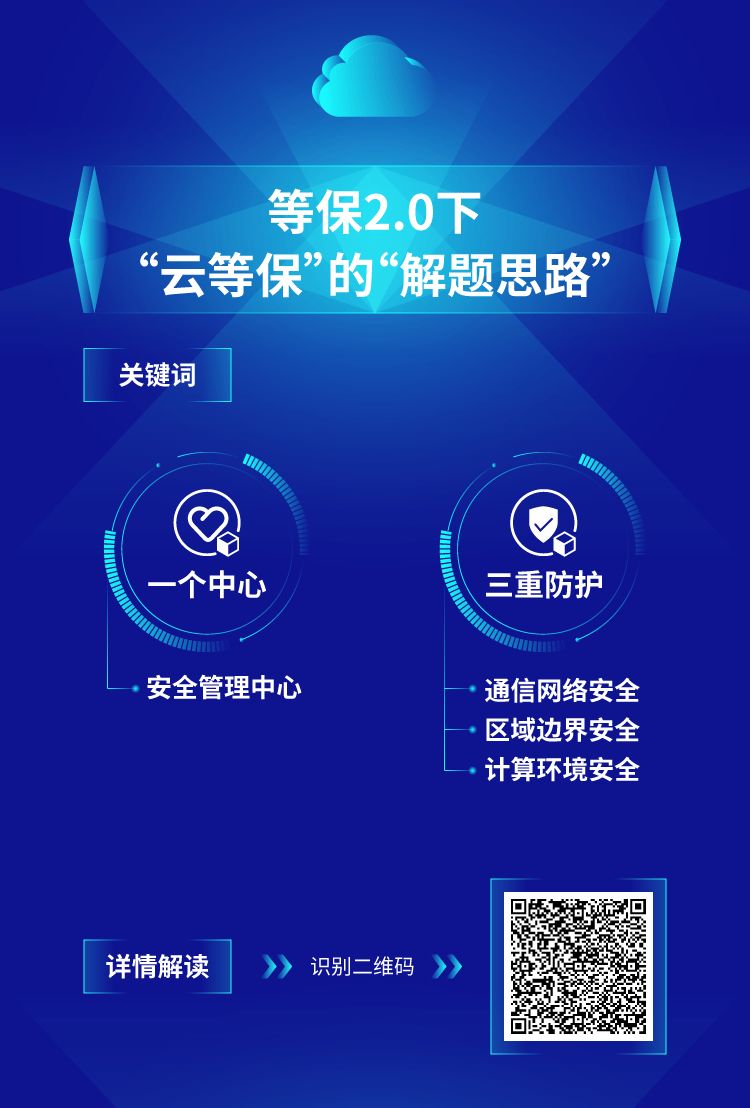 等保2.0下
“云等保”的“解题思路”
关键词
一个中心
安全管理中心
三重防护
通信网络安全
区域边界安全
计算环境安全
详情解读
识别二维码